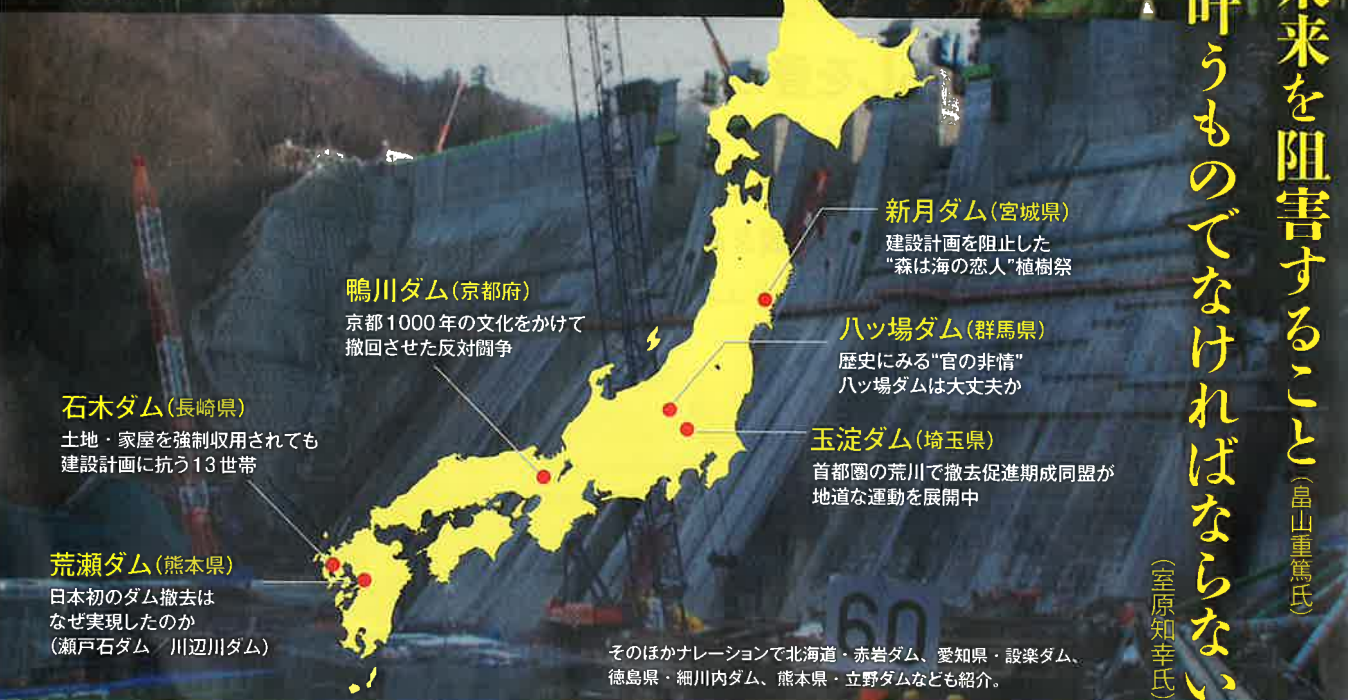 来を阻害すること(畠山重篤氏)
うものでなければならない
(室原知幸氏)
新月ダム(宮城県)
建設計画を阻止した
“森は海の恋人”植樹祭
鴨川ダム(京都府)
京都1000年の文化をかけて
撤回させた反対闘争
八ッ場ダム(群馬県)
歴史にみる“官の非情”
八ッ場ダムは大丈夫か
石木ダム(長崎県)
土地・家屋を強制収用されても
建設計画に抗う13世帯
玉淀ダム(埼玉県)
首都圏の荒川で撤去促進期成同盟が
地道な運動を展開中
荒瀬ダム(熊本県)
日本初のダム撤去は
なぜ実現したのか
(瀬戸石ダム/川辺川ダム)
60
そのほかナレーションで北海道・赤岩ダム、愛知県・設楽ダム、
徳島県・細川内ダム、熊本県・立野ダムなども紹介。